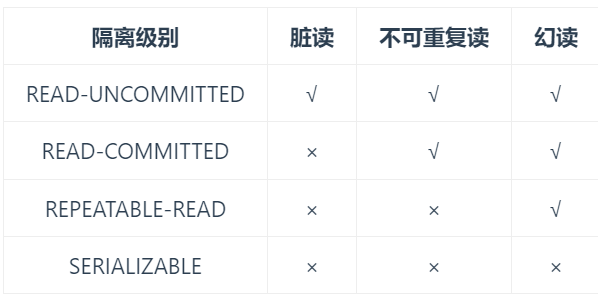 隔离级别 脏读 不可重复读 幻读
READ-UNCOMMITTED √ √ √
READ-COMMITTED × √ √
REPEATABLE-READ × × √
SERIALIZABLE × × ×